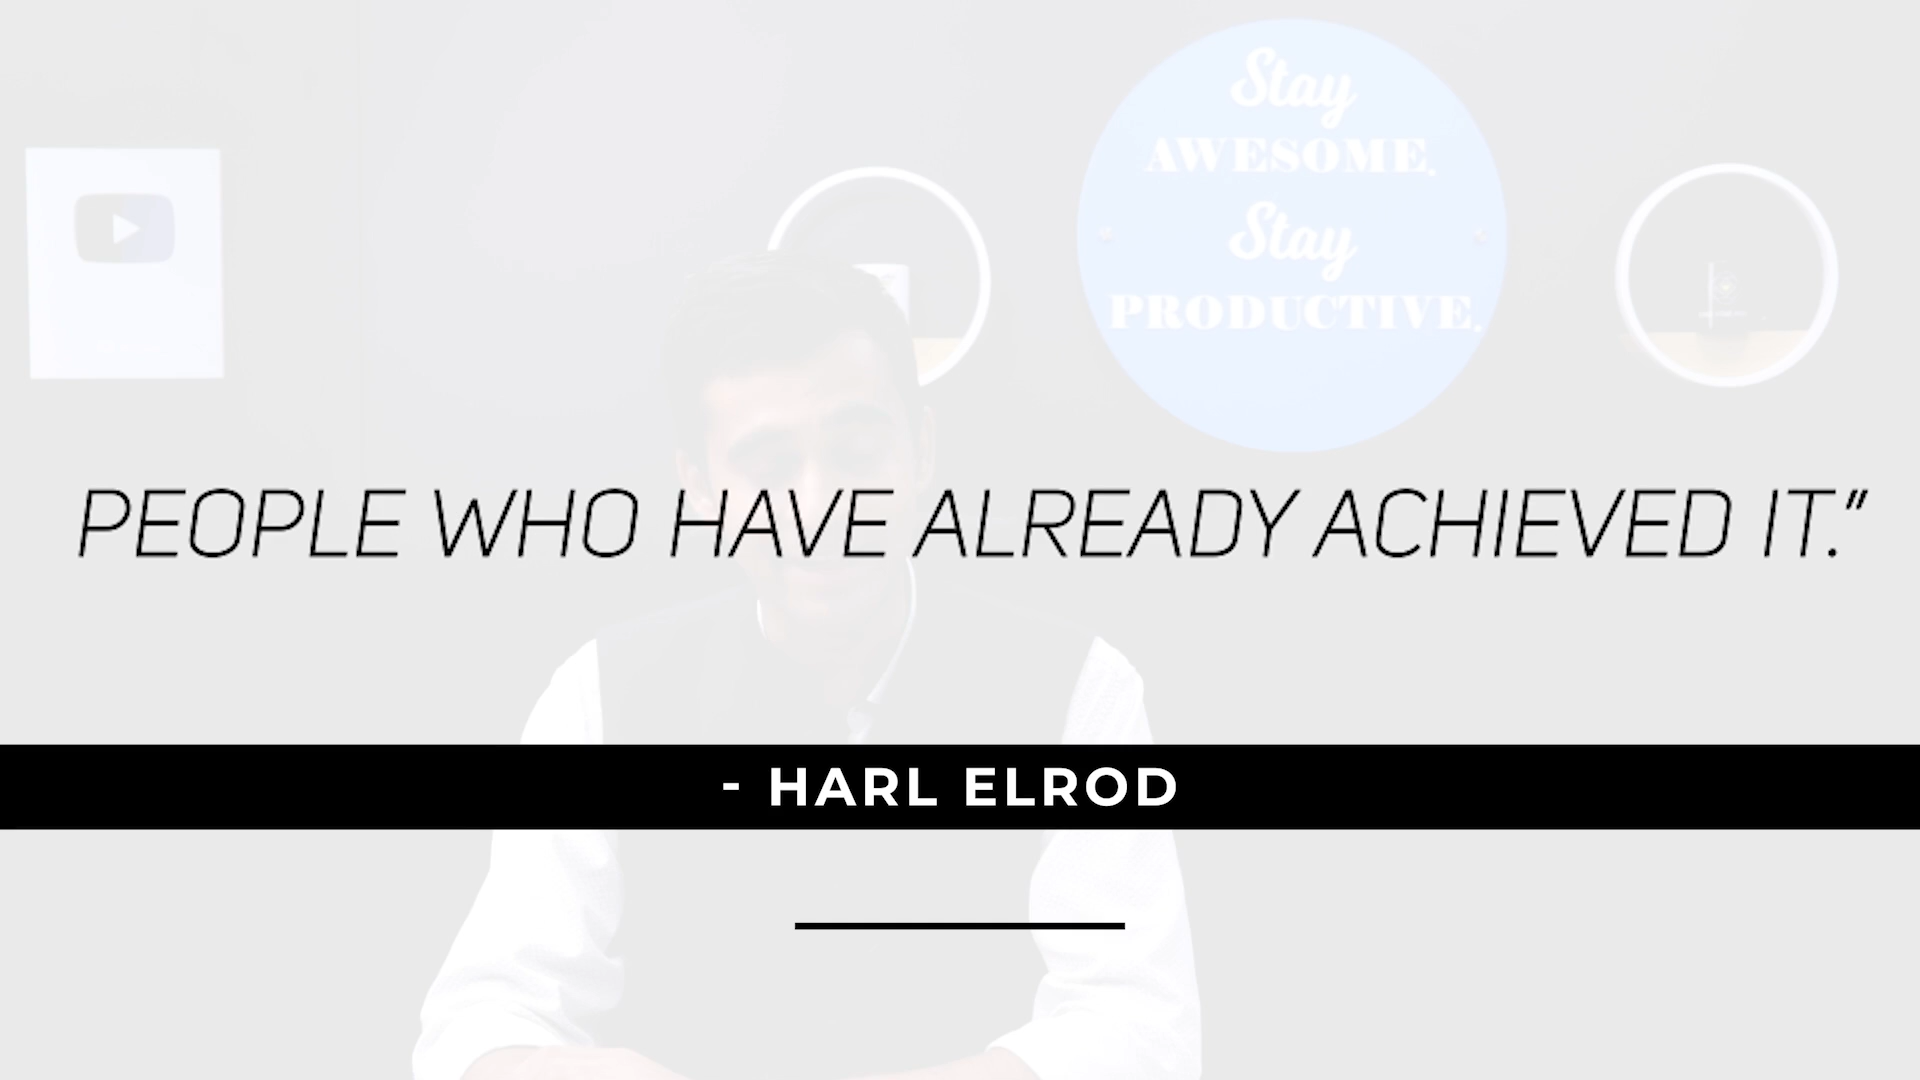 Stay
AWESOME.
Stay
PRODUCTIVE.
PEOPLE WHO HAVE ALREADY ACHIEVED IT.”
- HARL ELROD